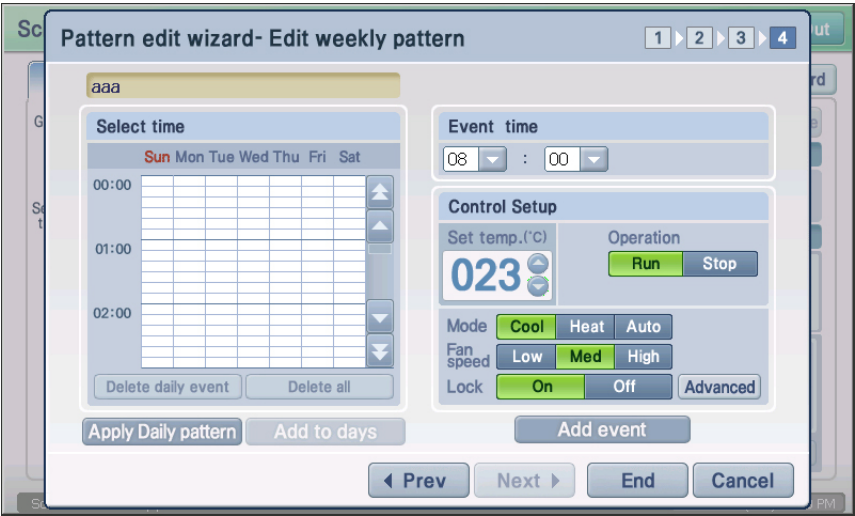 Pattern edit wizard- Edit weekly pattern
1 2 3 4
aaa
Select time
Sun Mon Tue Wed Thu Fri Sat
00:00
01:00
02:00
Delete daily event Delete all
Apply Daily pattern Add to days
Event time
08 : 00
Control Setup
Set temp.(°C) Operation
023 Run Stop
Mode Cool Heat Auto
Fan speed Low Med High
Lock On Off Advanced
Add event
Prev Next End Cancel